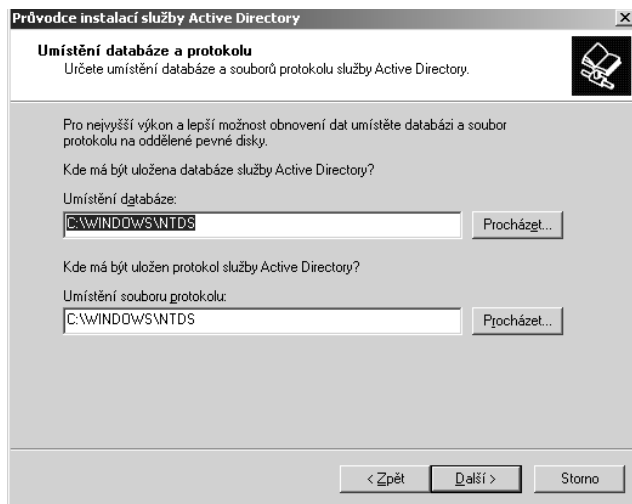 Průvodce instalací služby Active Directory
Umístění databáze a protokolu
Určete umístění databáze a souborů protokolu služby Active Directory.
Pro nejvyšší výkon a lepší možnost obnovení dat umístěte databázi a soubor
protokolu na oddělené pevné disky.
Kde má být uložena databáze služby Active Directory?
Umístění databáze:
C:\WINDOWS\NTDS
Procházet...
Kde má být uložen protokol služby Active Directory?
Umístění souboru protokolu:
C:\WINDOWS\NTDS
Procházet...
< Zpět
Další >
Storno